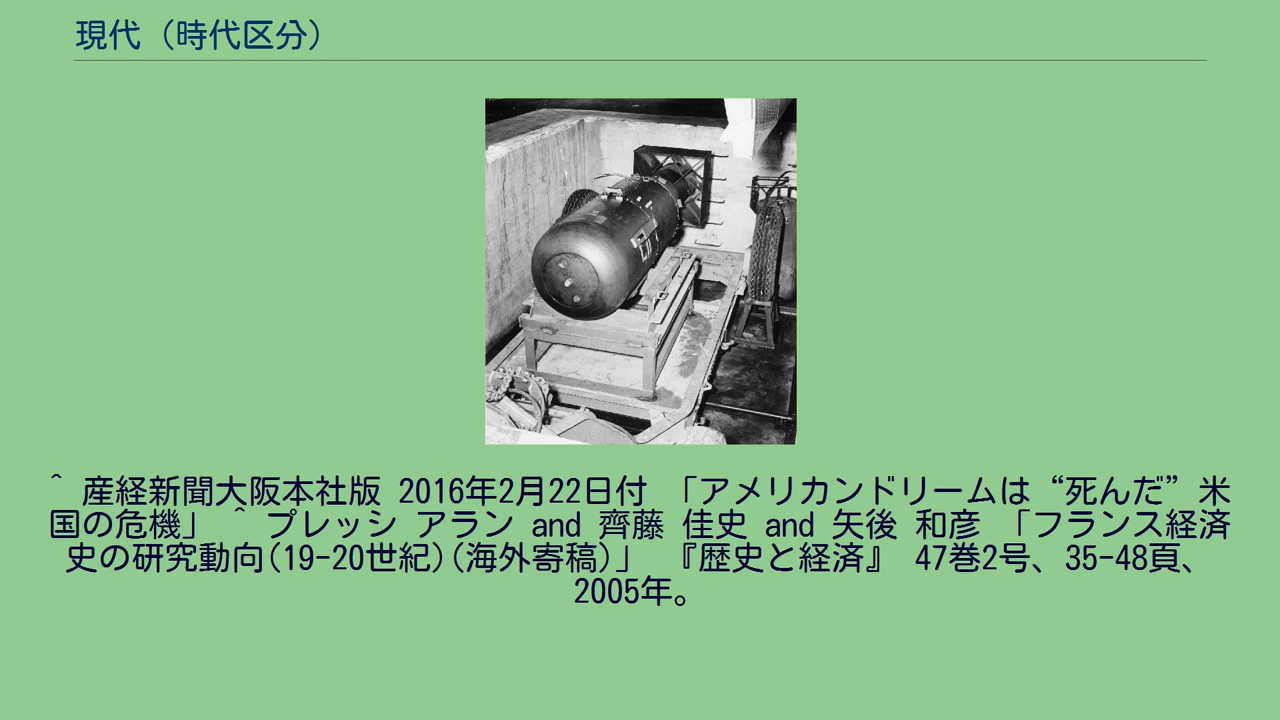 現代（時代区分）
^ 産経新聞大阪本社版 2016年2月22日付 「アメリカンドリームは“死んだ”米
国の危機」 ^ プレッシ アラン and 齊藤 佳史 and 矢後 和彦 「フランス経済
史の研究動向(19-20世紀)(海外寄稿)」 『歴史と経済』 47巻2号、35-48頁、
2005年。